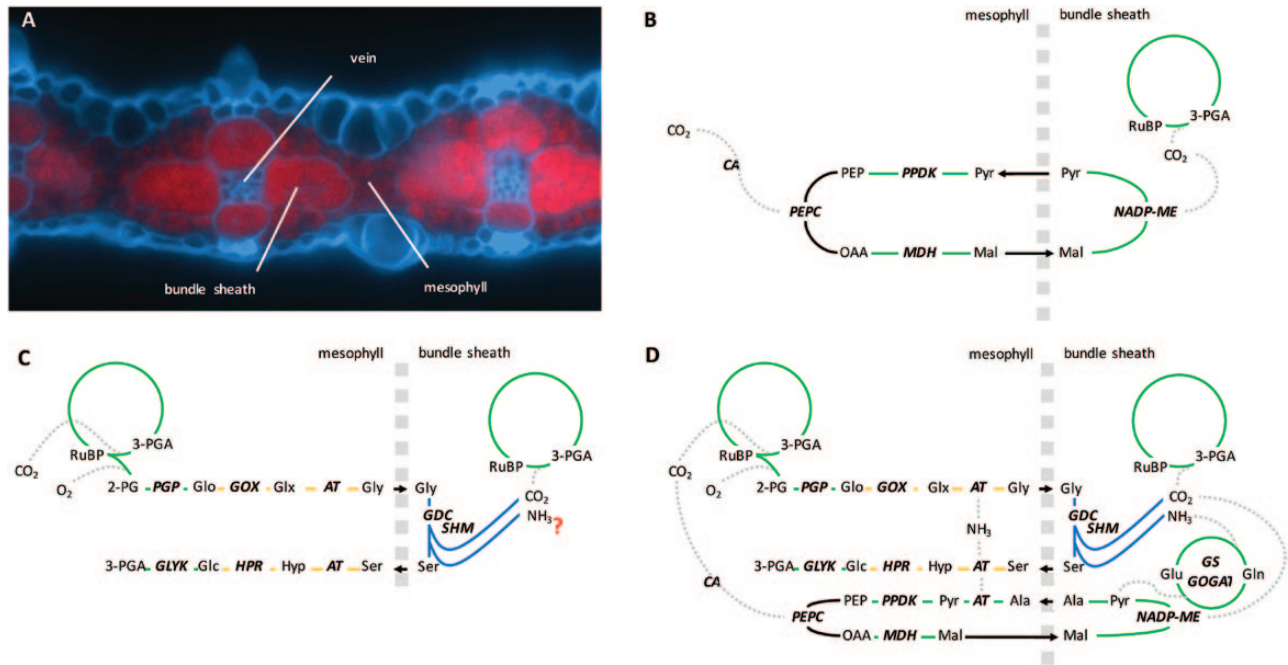 A
vein
bundle sheath
mesophyll
B
mesophyll bundle sheath
3-PGA
RuBP
CO2
CO2
CA
PEP PPDK Pyr Pyr
PEPC NADP-ME
OAA MDH Mal Mal
C
mesophyll bundle sheath
3-PGA 3-PGA
RuBP RuBP
CO2
O2
2-PG PGP Glo GOX Glx AT Gly Gly CO2
GDC NH3 ?
SHM
3-PGA GLYK Glc HPR Hyp AT Ser Ser
D
mesophyll bundle sheath
3-PGA 3-PGA
RuBP RuBP
CO2
O2
2-PG PGP Glo GOX Glx AT Gly Gly CO2
GDC NH3
SHM
NH3
3-PGA GLYK Glc HPR Hyp AT Ser Ser
Glu GS Gln
GOGAT
CA
PEP PPDK Pyr AT Ala Ala Pyr
PEPC NADP-ME
OAA MDH Mal Mal